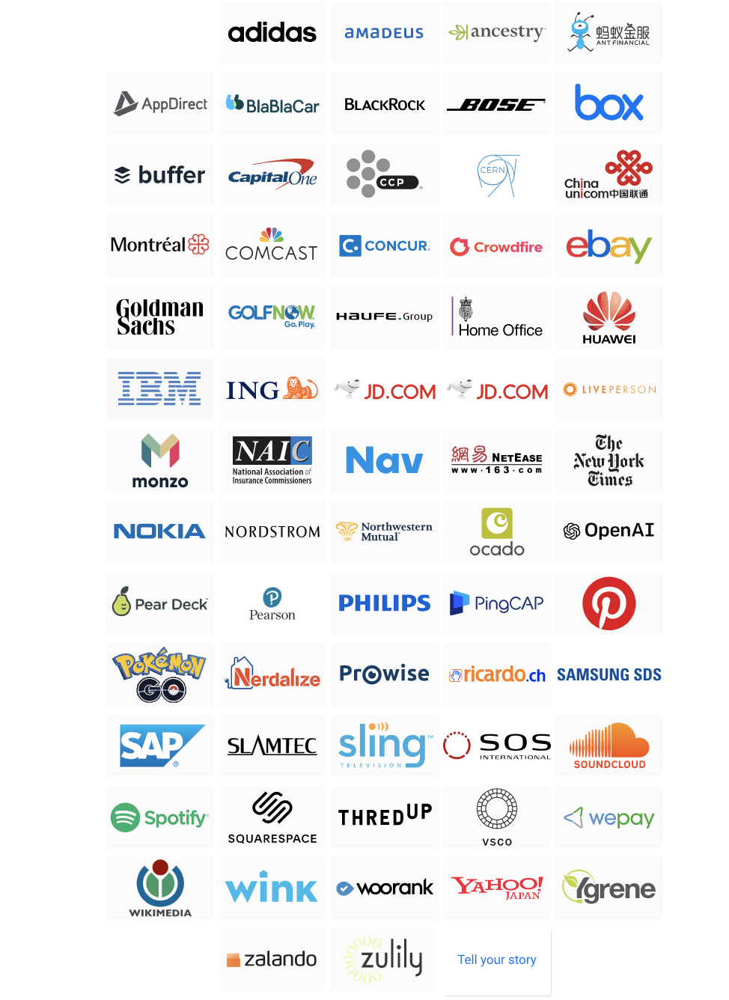 adidas
amadeus
ancestry
蚂蚁金服
ANT FINANCIAL
AppDirect
BlaBlaCar
BLACKROCK
BOSE
box
buffer
Capital One
CCP
CERN
China
unicom中国联通
Montréal
COMCAST
CONCUR
Crowdfire
ebay
Goldman
Sachs
GOLFNOW
Go.Play.
HAUFE.Group
Home Office
HUAWEI
IBM
ING
JD.COM
JD.COM
LIVEPERSON
monzo
NAIC
National Association of
Insurance Commissioners
Nav
網易 NETEASE
www.163.com
The
New York
Times
NOKIA
NORDSTROM
Northwestern
Mutual
ocado
OpenAI
Pear Deck
Pearson
PHILIPS
PingCAP
POKÉMON
GO
Nerdalize
Prowise
ricardo.ch
SAMSUNG SDS
SAP
SLAMTEC
sling
TELEVISION
SOS
INTERNATIONAL
SOUNDCLOUD
Spotify
SQUARESPACE
THREDUP
VSCO
wepay
WIKIMEDIA
wink
woorank
YAHOO!
JAPAN
Ygrene
zalando
zulily
Tell your story